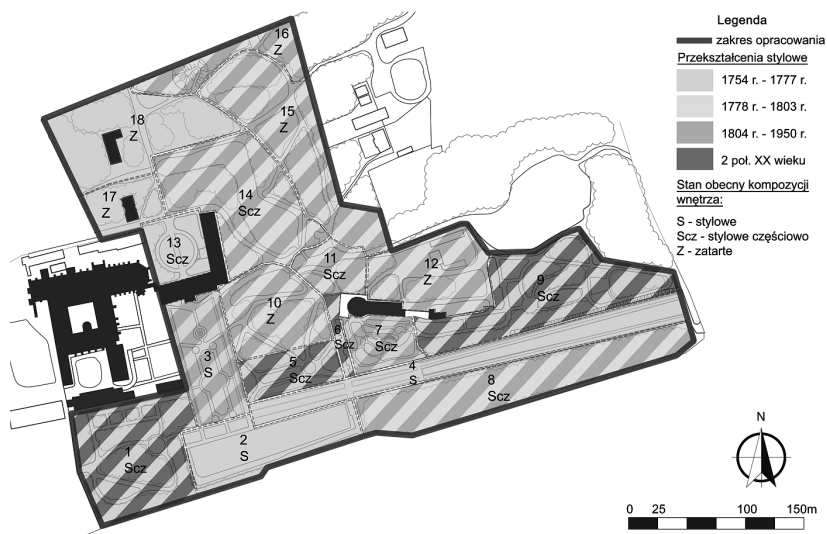 Legenda
zakres opracowania
Przekształcenia stylowe
1754 r. - 1777 r.
1778 r. - 1803 r.
1804 r. - 1950 r.
2 poł. XX wieku
Stan obecny kompozycji
wnętrza:
S - stylowe
Scz - stylowe częściowo
Z - zatarte
16
Z
15
Z
18
Z
14
Scz
17
Z
13
Scz
11
Scz
12
Z
9
Scz
10
Z
6
Scz
7
Scz
3
S
5
Scz
4
S
8
Scz
2
S
1
Scz
N
0 25 100 150m